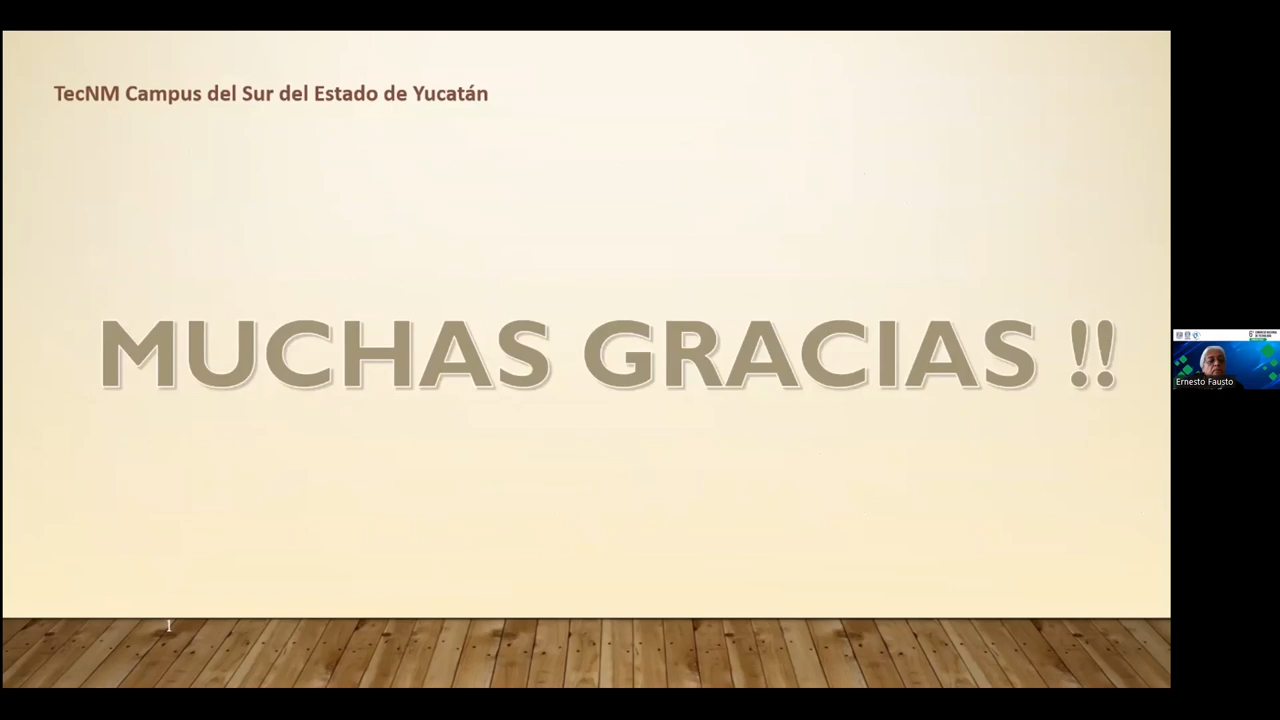 TecNM Campus del Sur del Estado de Yucatán
MUCHAS GRACIAS !!
Ernesto Fausto